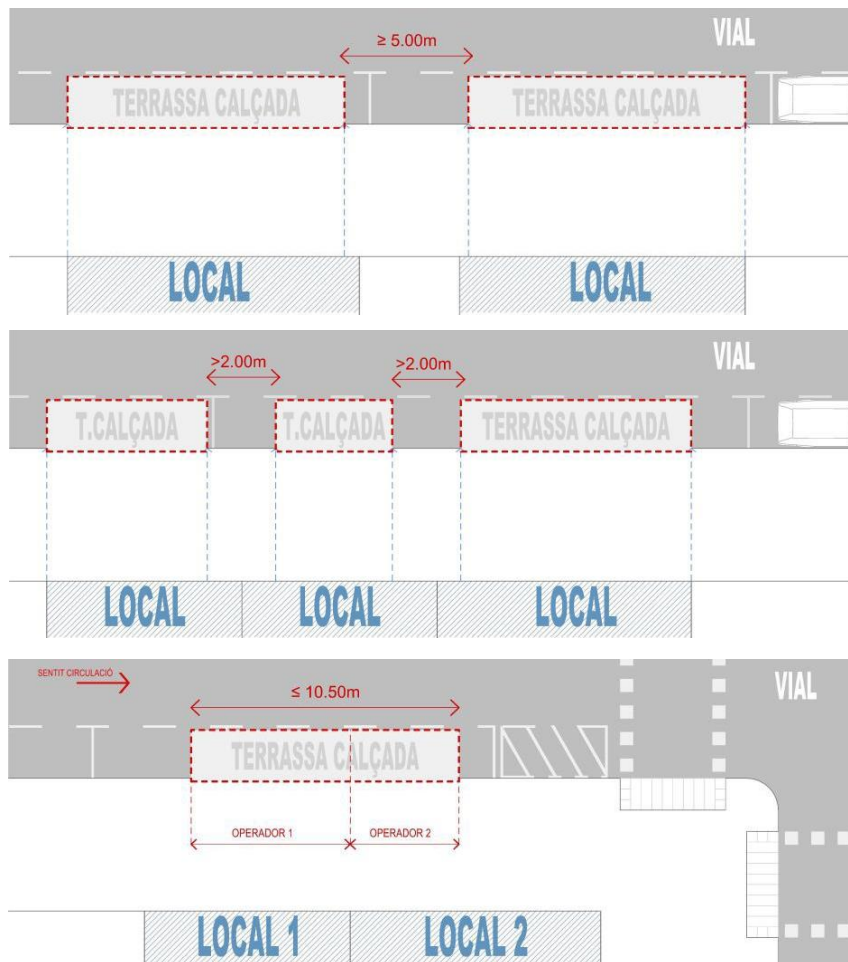 VIAL
≥ 5.00m
TERRASSA CALÇADA
TERRASSA CALÇADA
LOCAL
LOCAL
VIAL
>2.00m
>2.00m
T.CALÇADA
T.CALÇADA
TERRASSA CALÇADA
LOCAL
LOCAL
LOCAL
SENTIT CIRCULACIÓ
VIAL
≤ 10.50m
TERRASSA CALÇADA
OPERADOR 1
OPERADOR 2
LOCAL 1
LOCAL 2